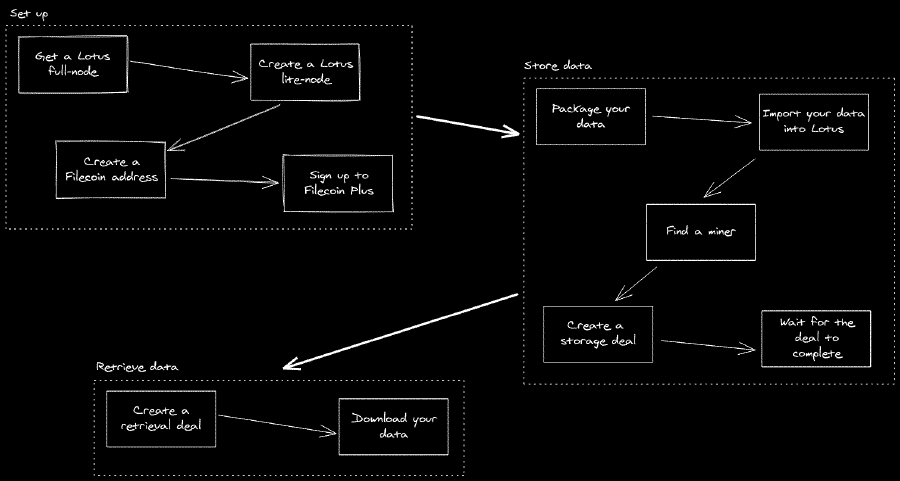 Set up
Get a Lotus
full-node
Create a Lotus
lite-node
Create a
Filecoin address
Sign up to
Filecoin Plus
Store data
Package your
data
Import your data
into Lotus
Find a miner
Create a
storage deal
Wait for the
deal to
complete
Retrieve data
Create a
retrieval deal
Download your
data